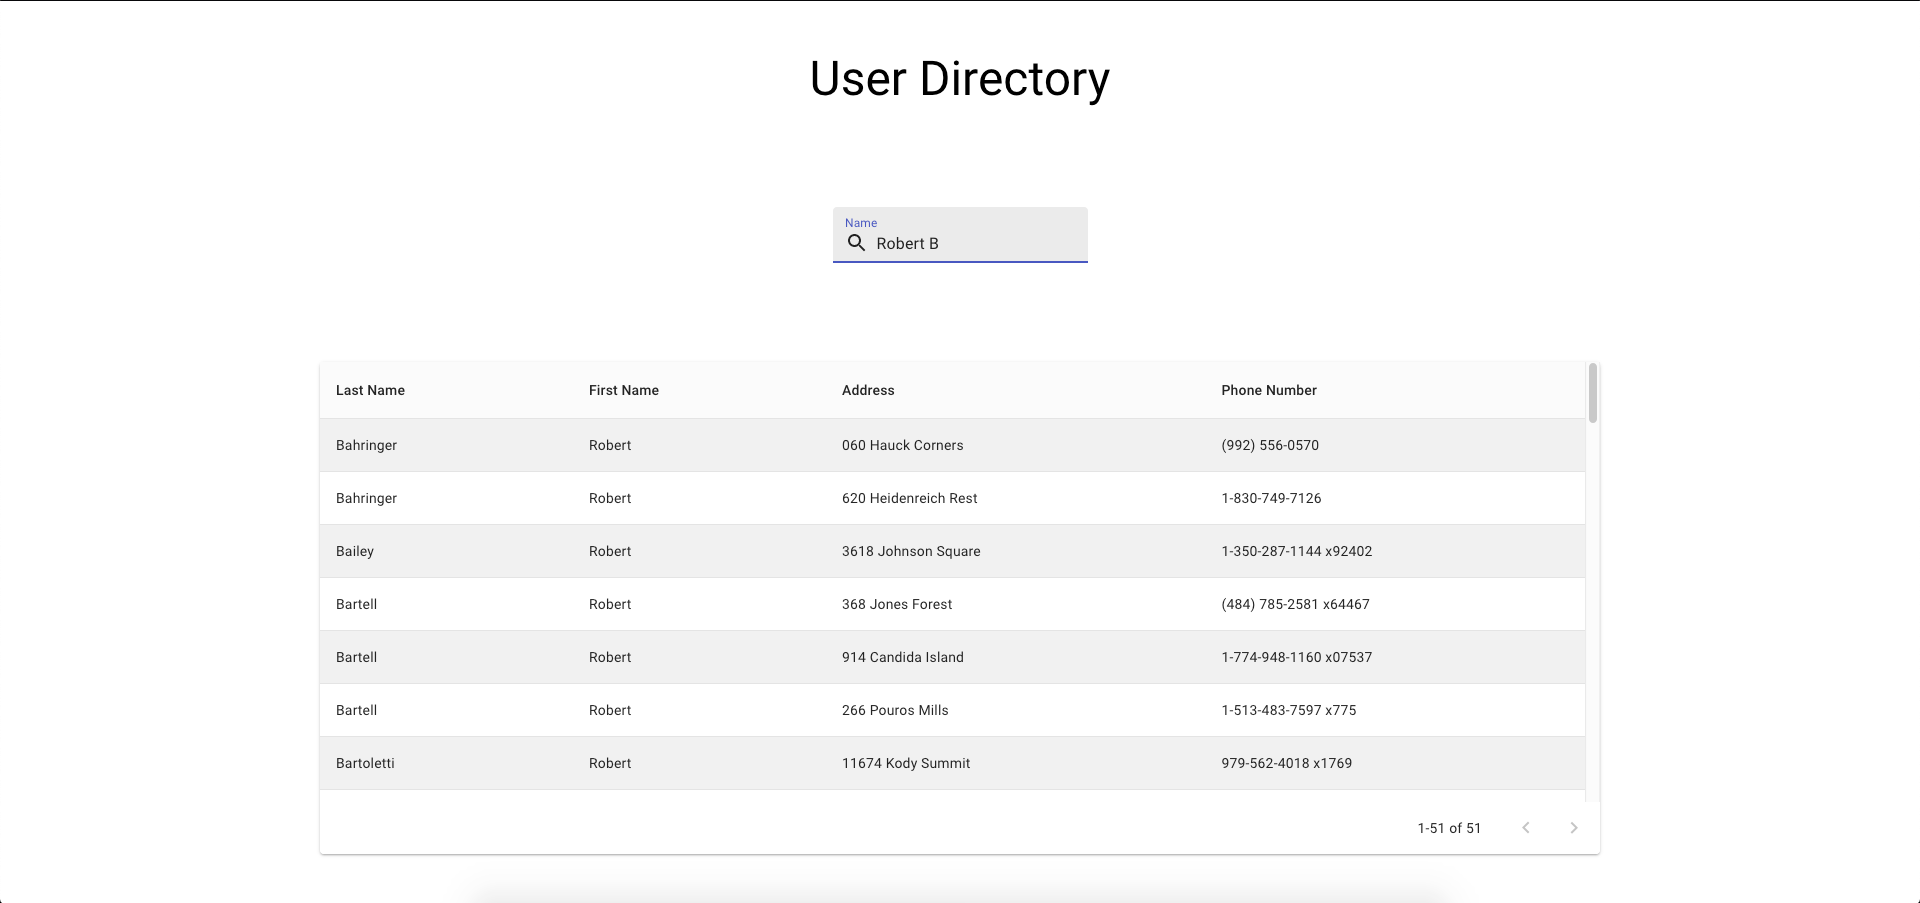 User Directory
Name
Robert B
Last Name First Name Address Phone Number
Bahringer Robert 060 Hauck Corners (992) 556-0570
Bahringer Robert 620 Heidenreich Rest 1-830-749-7126
Bailey Robert 3618 Johnson Square 1-350-287-1144 x92402
Bartell Robert 368 Jones Forest (484) 785-2581 x64467
Bartell Robert 914 Candida Island 1-774-948-1160 x07537
Bartell Robert 266 Pouros Mills 1-513-483-7597 x775
Bartoletti Robert 11674 Kody Summit 979-562-4018 x1769
1-51 of 51